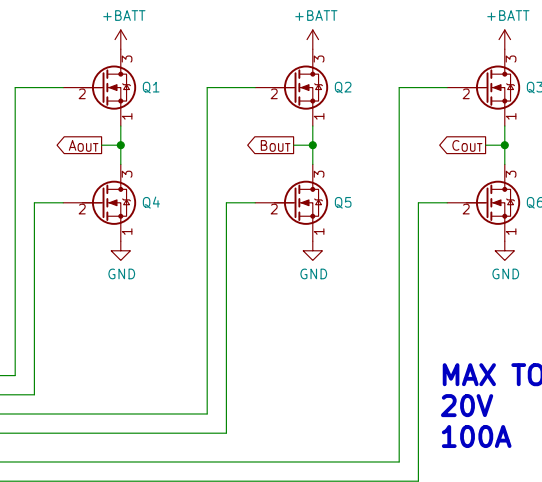 +BATT +BATT +BATT
3 3 3
2 Q1 2 Q2 2 Q3
1 1 1
AOUT BOUT COUT
3 3 3
2 Q4 2 Q5 2 Q6
1 1 1
GND GND GND
MAX TO
20V
100A